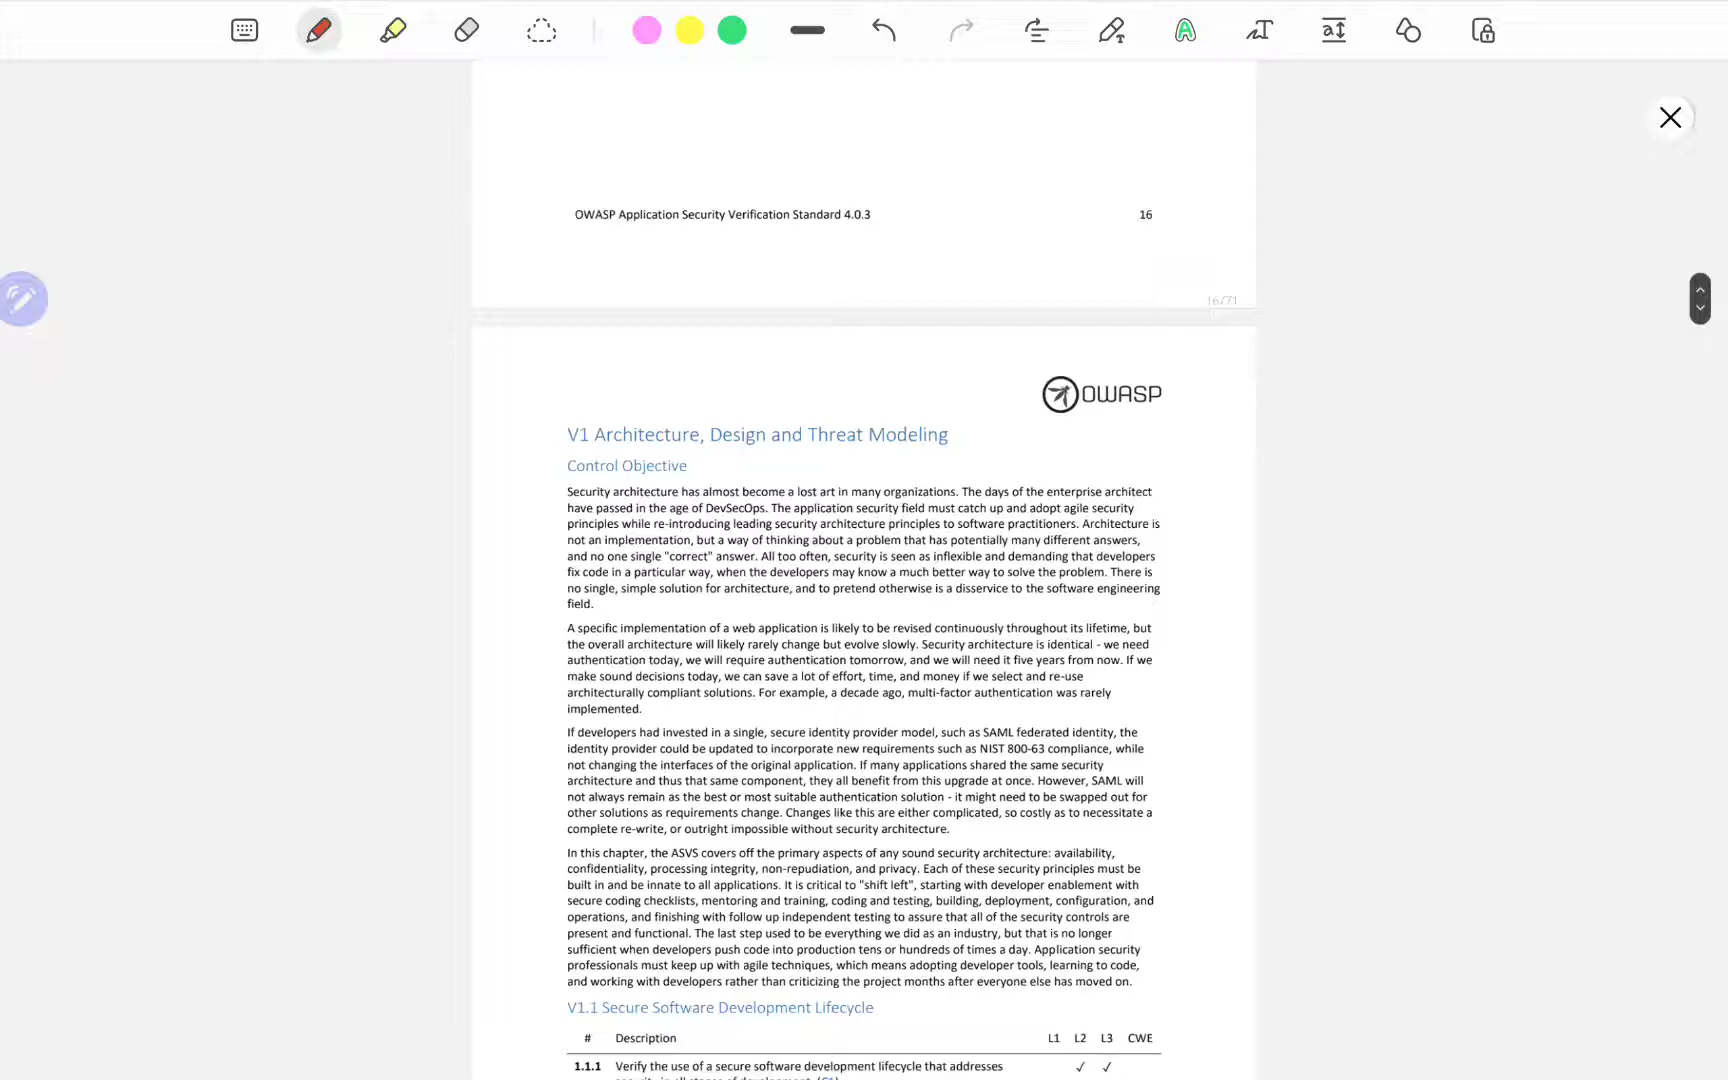 OWASP Application Security Verification Standard 4.0.3 16
16/71
OWASP
V1 Architecture, Design and Threat Modeling
Control Objective
Security architecture has almost become a lost art in many organizations. The days of the enterprise architect
have passed in the age of DevSecOps. The application security field must catch up and adopt agile security
principles while re-introducing leading security architecture principles to software practitioners. Architecture is
not an implementation, but a way of thinking about a problem that has potentially many different answers,
and no one single "correct" answer. All too often, security is seen as inflexible and demanding that developers
fix code in a particular way, when the developers may know a much better way to solve the problem. There is
no single, simple solution for architecture, and to pretend otherwise is a disservice to the software engineering
field.
A specific implementation of a web application is likely to be revised continuously throughout its lifetime, but
the overall architecture will likely rarely change but evolve slowly. Security architecture is identical - we need
authentication today, we will require authentication tomorrow, and we will need it five years from now. If we
make sound decisions today, we can save a lot of effort, time, and money if we select and re-use
architecturally compliant solutions. For example, a decade ago, multi-factor authentication was rarely
implemented.
If developers had invested in a single, secure identity provider model, such as SAML federated identity, the
identity provider could be updated to incorporate new requirements such as NIST 800-63 compliance, while
not changing the interfaces of the original application. If many applications shared the same security
architecture and thus that same component, they all benefit from this upgrade at once. However, SAML will
not always remain as the best or most suitable authentication solution - it might need to be swapped out for
other solutions as requirements change. Changes like this are either complicated, so costly as to necessitate a
complete re-write, or outright impossible without security architecture.
In this chapter, the ASVS covers off the primary aspects of any sound security architecture: availability,
confidentiality, processing integrity, non-repudiation, and privacy. Each of these security principles must be
built in and be innate to all applications. It is critical to "shift left", starting with developer enablement with
secure coding checklists, mentoring and training, coding and testing, building, deployment, configuration, and
operations, and finishing with follow up independent testing to assure that all of the security controls are
present and functional. The last step used to be everything we did as an industry, but that is no longer
sufficient when developers push code into production tens or hundreds of times a day. Application security
professionals must keep up with agile techniques, which means adopting developer tools, learning to code,
and working with developers rather than criticizing the project months after everyone else has moved on.
V1.1 Secure Software Development Lifecycle
# Description L1 L2 L3 CWE
1.1.1 Verify the use of a secure software development lifecycle that addresses ✓ ✓